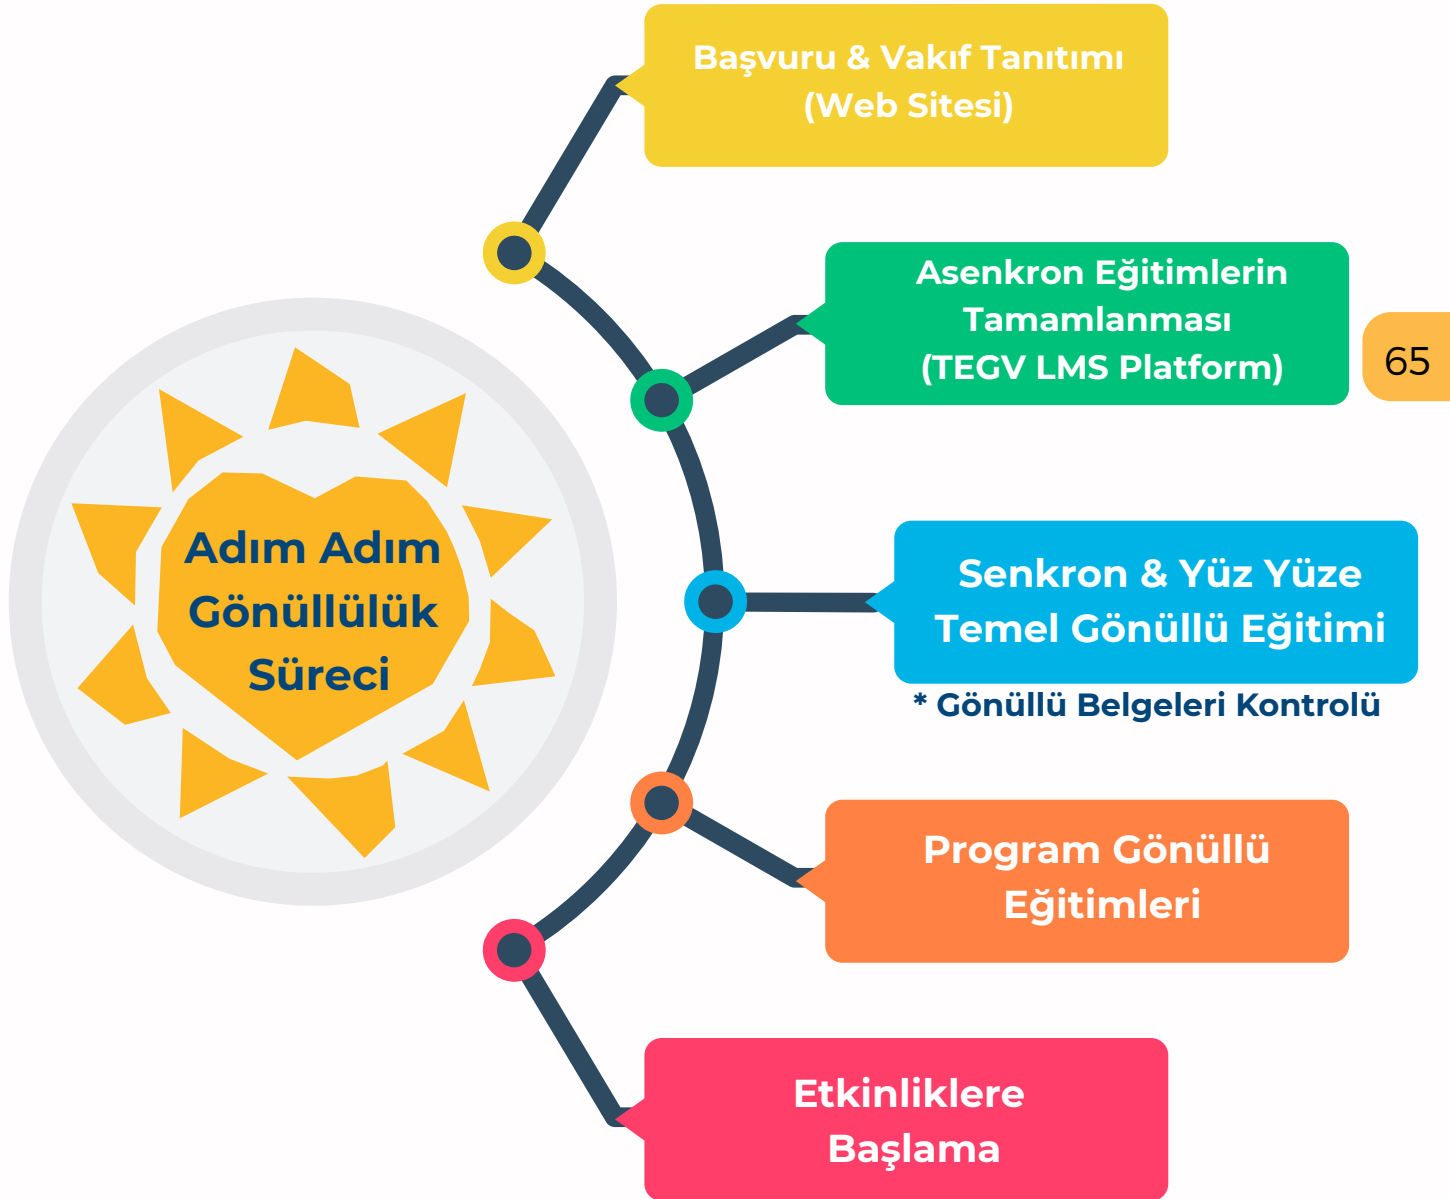 Başvuru & Vakıf Tanıtımı
(Web Sitesi)
Asenkron Eğitimlerin
Tamamlanması
(TEGV LMS Platform)
65
Adım Adım
Gönüllülük
Süreci
Senkron & Yüz Yüze
Temel Gönüllü Eğitimi
* Gönüllü Belgeleri Kontrolü
Program Gönüllü
Eğitimleri
Etkinliklere
Başlama